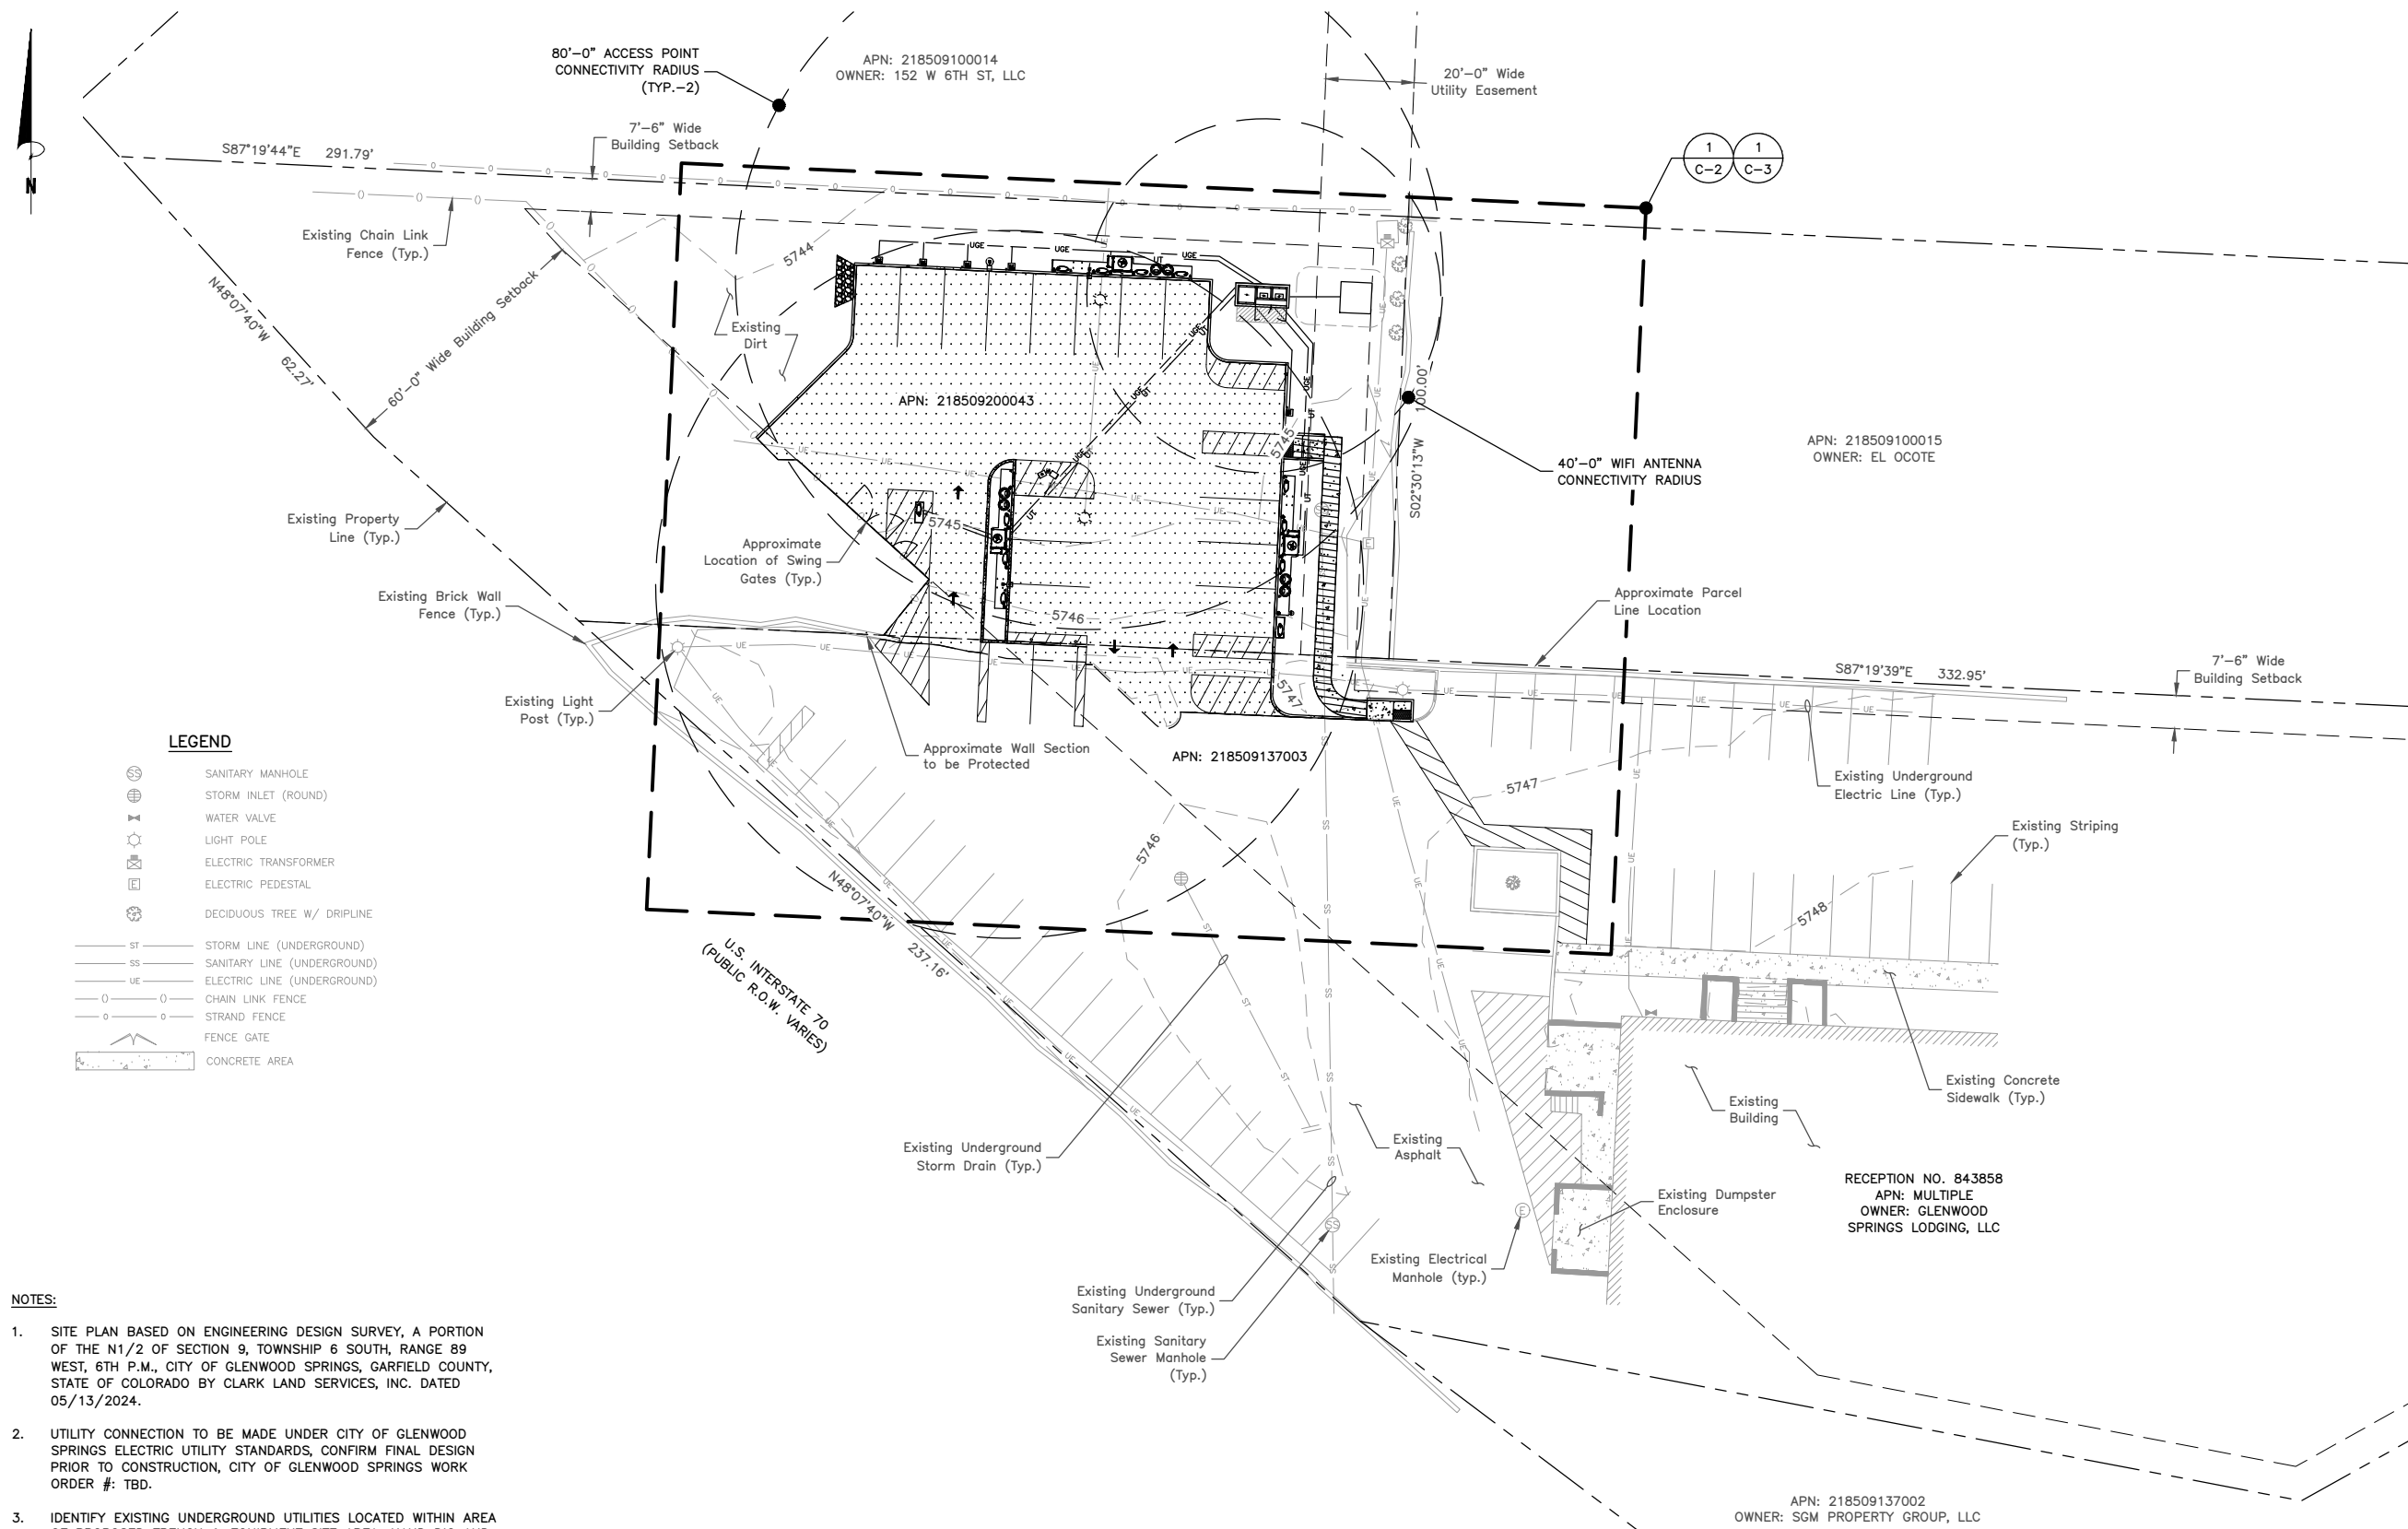 80'-0" ACCESS POINT
CONNECTIVITY RADIUS
(TYP.-2)
APN: 218509100014
OWNER: 152 W 6TH ST, LLC
20'-0" Wide
Utility Easement
7'-6" Wide
Building Setback
1
C-2
1
C-3
S87°19'44"E 291.79'
N
Existing Chain Link
Fence (Typ.)
5744
UGE
UGE
UGE
UT
N48°07'40"W 62.27'
60'-0" Wide Building Setback
Existing
Dirt
APN: 218509200043
S02°30'13"W 100.00'
APN: 218509100015
OWNER: EL OCOTE
40'-0" WIFI ANTENNA
CONNECTIVITY RADIUS
5745
5745
Existing Property
Line (Typ.)
Approximate
Location of Swing
Gates (Typ.)
Existing Brick Wall
Fence (Typ.)
5746
Approximate Parcel
Line Location
S87°19'39"E 332.95'
7'-6" Wide
Building Setback
Existing Light
Post (Typ.)
5747
Approximate Wall Section
to be Protected
APN: 218509137003
5747
Existing Underground
Electric Line (Typ.)
LEGEND
SS SANITARY MANHOLE
STORM INLET (ROUND)
WATER VALVE
LIGHT POLE
ELECTRIC TRANSFORMER
E ELECTRIC PEDESTAL
DECIDUOUS TREE W/ DRIPLINE
ST STORM LINE (UNDERGROUND)
SS SANITARY LINE (UNDERGROUND)
UE ELECTRIC LINE (UNDERGROUND)
() () CHAIN LINK FENCE
o o STRAND FENCE
FENCE GATE
CONCRETE AREA
Existing Striping
(Typ.)
5746
5748
N48°07'40"W 237.16'
U.S. INTERSTATE 70
(PUBLIC R.O.W. VARIES)
Existing Underground
Storm Drain (Typ.)
Existing
Asphalt
Existing
Building
Existing Concrete
Sidewalk (Typ.)
RECEPTION NO. 843858
APN: MULTIPLE
OWNER: GLENWOOD
SPRINGS LODGING, LLC
Existing Dumpster
Enclosure
Existing Electrical
Manhole (typ.)
Existing Underground
Sanitary Sewer (Typ.)
Existing Sanitary
Sewer Manhole
(Typ.)
NOTES:
1. SITE PLAN BASED ON ENGINEERING DESIGN SURVEY, A PORTION
OF THE N1/2 OF SECTION 9, TOWNSHIP 6 SOUTH, RANGE 89
WEST, 6TH P.M., CITY OF GLENWOOD SPRINGS, GARFIELD COUNTY,
STATE OF COLORADO BY CLARK LAND SERVICES, INC. DATED
05/13/2024.
2. UTILITY CONNECTION TO BE MADE UNDER CITY OF GLENWOOD
SPRINGS ELECTRIC UTILITY STANDARDS, CONFIRM FINAL DESIGN
PRIOR TO CONSTRUCTION, CITY OF GLENWOOD SPRINGS WORK
ORDER #: TBD.
3. IDENTIFY EXISTING UNDERGROUND UTILITIES LOCATED WITHIN AREA
APN: 218509137002
OWNER: SGM PROPERTY GROUP, LLC